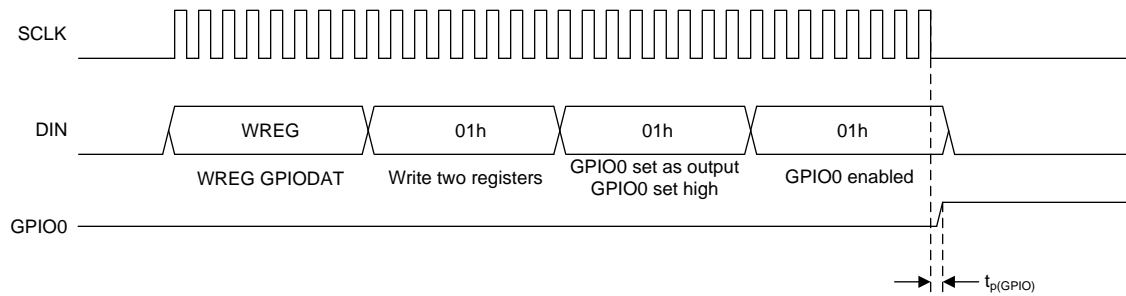 SCLK
DIN
WREG
01h
01h
01h
WREG GPIODAT
Write two registers
GPIO0 set as output
GPIO0 set high
GPIO0 enabled
GPIO0
tp(GPIO)